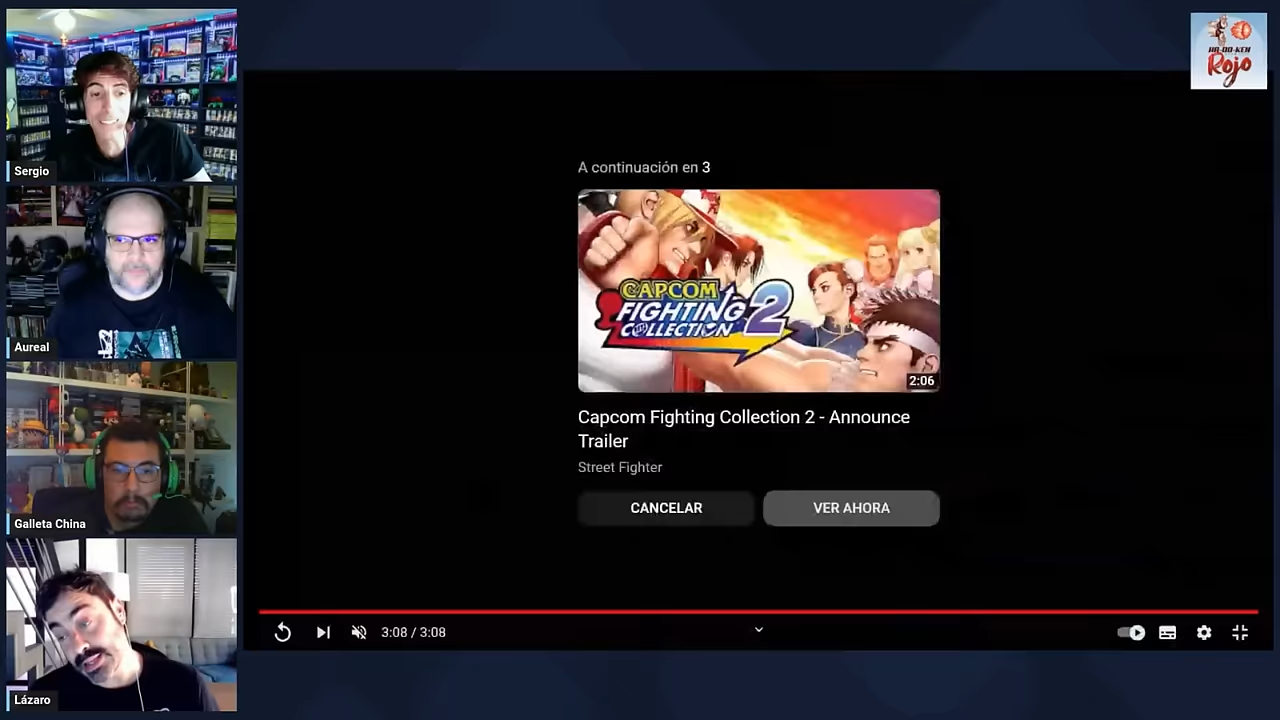 HA-DO-KEN
Rojo
Sergio
Aureal
Galleta China
Lázaro
A continuación en 3
CAPCOM
FIGHTING
COLLECTION
2
2:06
Capcom Fighting Collection 2 - Announce
Trailer
Street Fighter
CANCELAR
VER AHORA
3:08 / 3:08